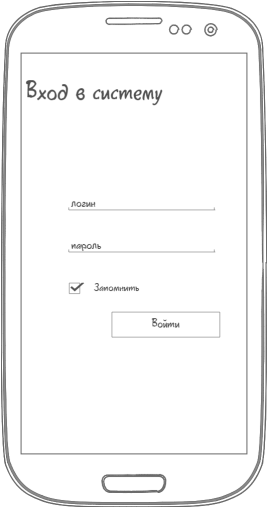 Вход в систему
логин
пароль
Запомнить
Войти